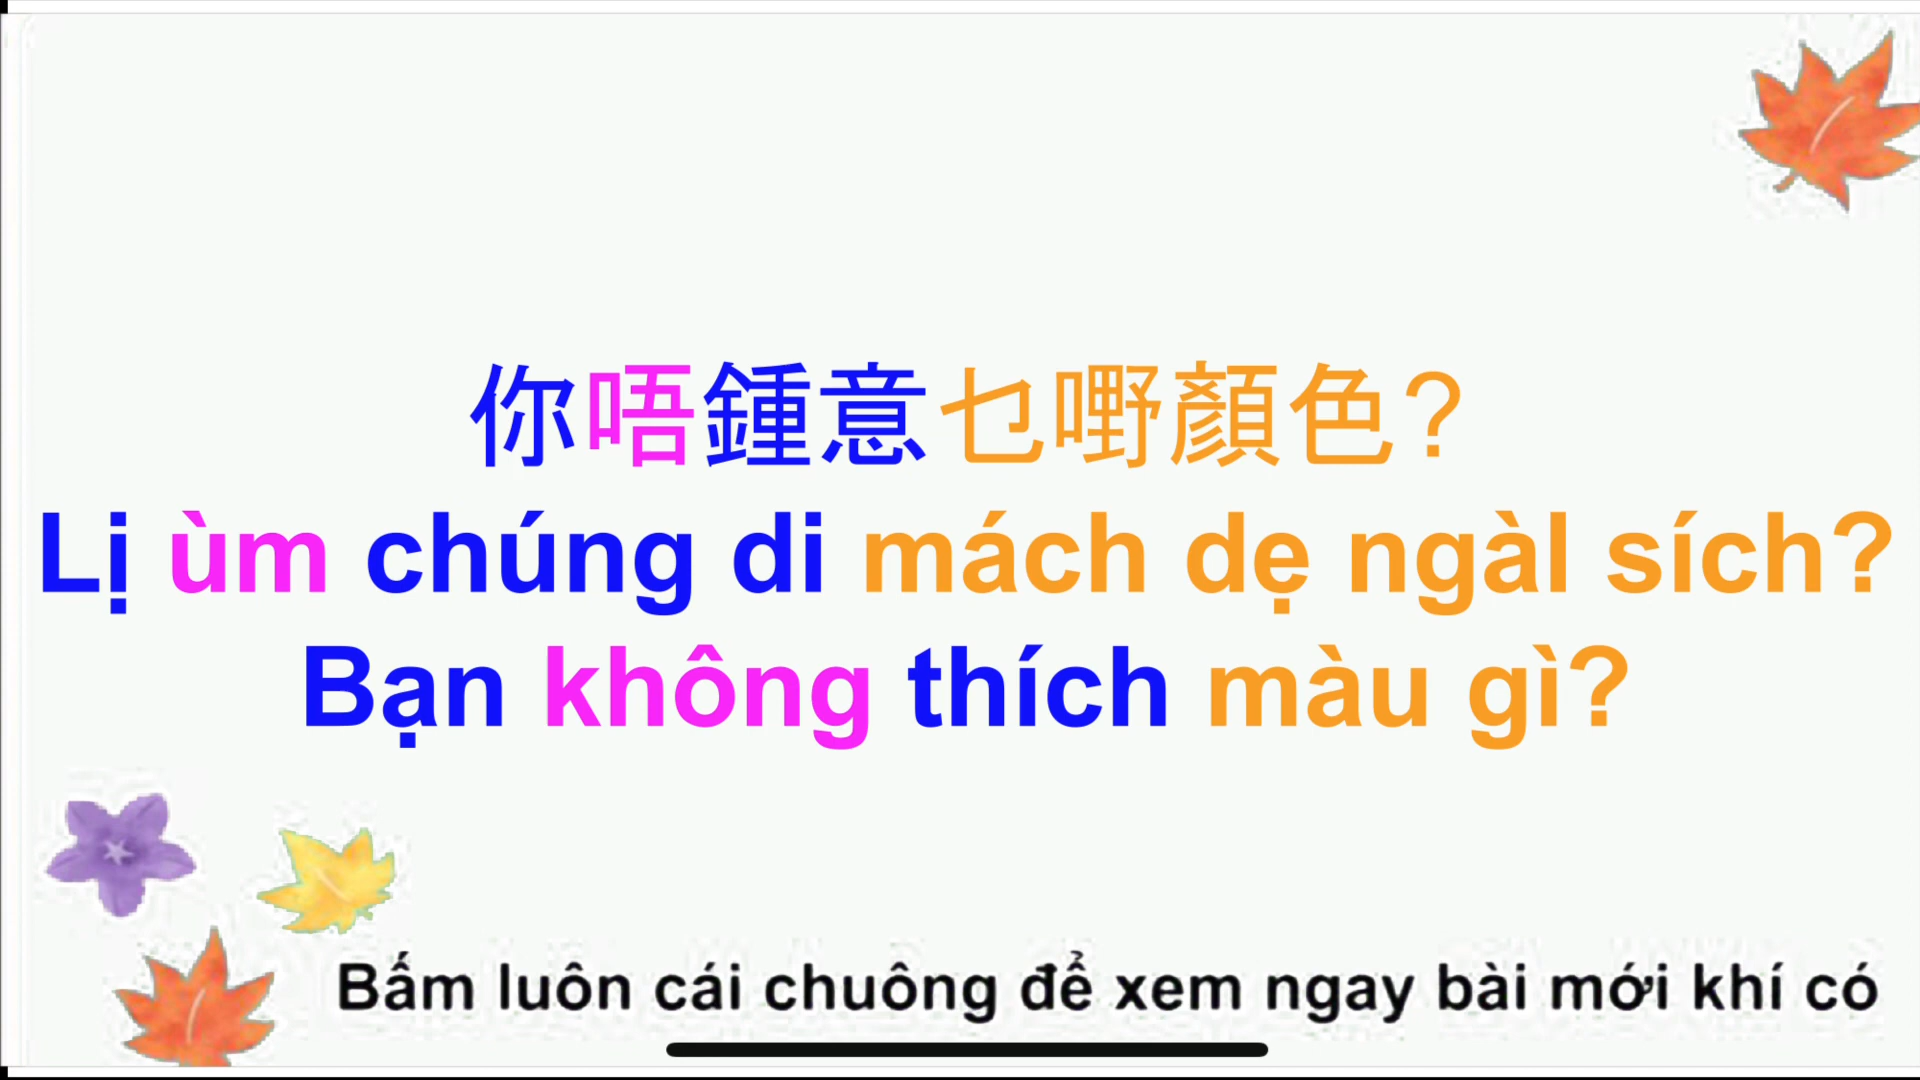 你唔鍾意乜嘢顏色?
Lị ùm chúng di mách dẹ ngàl sích?
Bạn không thích màu gì?
Bấm luôn cái chuông để xem ngay bài mới khí có